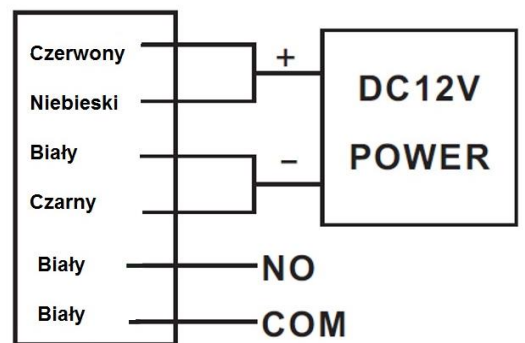 Czerwony
Niebieski
Biały
Czarny
Biały
Biały
+
−
DC12V
POWER
NO
COM